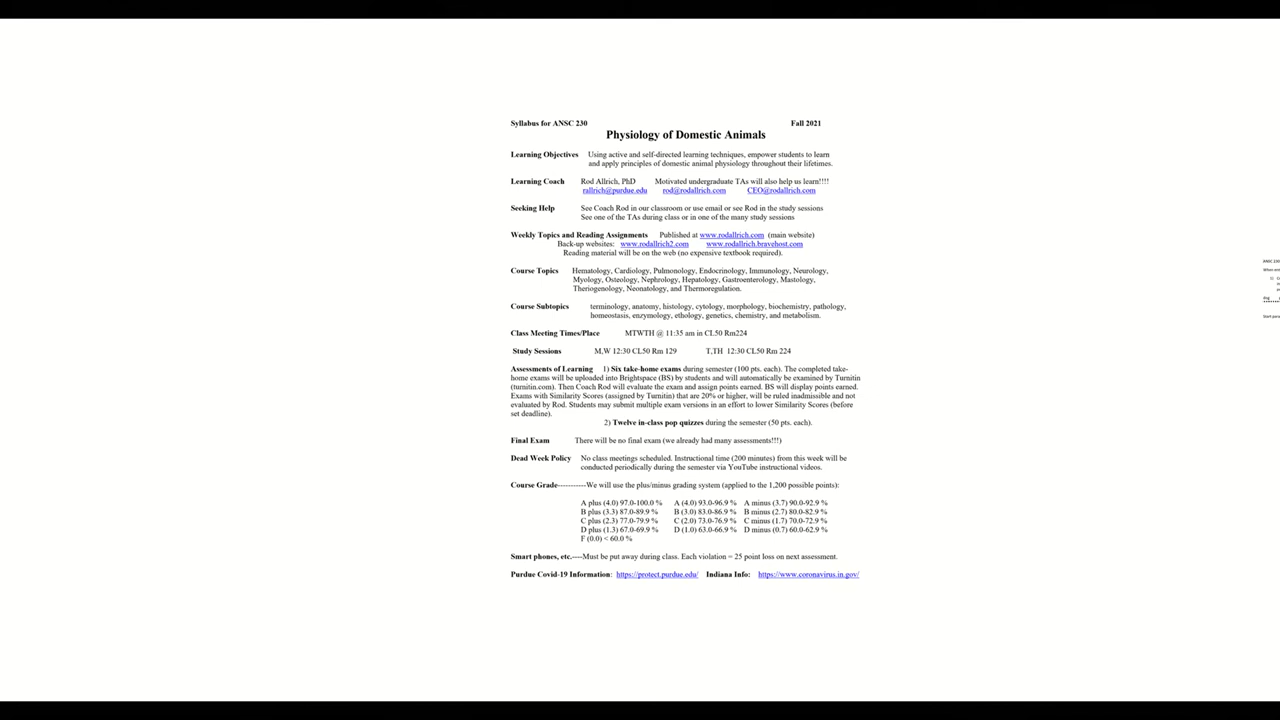 Syllabus for ANSC 230 Fall 2021
Physiology of Domestic Animals
Learning Objectives Using active and self-directed learning techniques, empower students to learn
and apply principles of domestic animal physiology throughout their lifetimes.
Learning Coach Rod Allrich, PhD Motivated undergraduate TAs will also help us learn!!!!
rallrich@purdue.edu rod@rodallrich.com CEO@rodallrich.com
Seeking Help See Coach Rod in our classroom or use email or see Rod in the study sessions
See one of the TAs during class or in one of the many study sessions
Weekly Topics and Reading Assignments Published at www.rodallrich.com (main website)
Back-up websites: www.rodallrich2.com www.rodallrich.bravehost.com
Reading material will be on the web (no expensive textbook required).
Course Topics Hematology, Cardiology, Pulmonology, Endocrinology, Immunology, Neurology,
Myology, Osteology, Nephrology, Hepatology, Gastroenterology, Mastology,
Theriogenology, Neonatology, and Thermoregulation.
Course Subtopics terminology, anatomy, histology, cytology, morphology, biochemistry, pathology,
homeostasis, enzymology, ethology, genetics, chemistry, and metabolism.
Class Meeting Times/Place MTWTH @ 11:35 am in CL50 Rm224
Study Sessions M,W 12:30 CL50 Rm 129 T,TH 12:30 CL50 Rm 224
Assessments of Learning 1) Six take-home exams during semester (100 pts. each). The completed take-
home exams will be uploaded into Brightspace (BS) by students and will automatically be examined by Turnitin
(turnitin.com). Then Coach Rod will evaluate the exam and assign points earned. BS will display points earned.
Exams with Similarity Scores (assigned by Turnitin) that are 20% or higher, will be ruled inadmissible and not
evaluated by Rod. Students may submit multiple exam versions in an effort to lower Similarity Scores (before
set deadline).
2) Twelve in-class pop quizzes during the semester (50 pts. each).
Final Exam There will be no final exam (we already had many assessments!!!)
Dead Week Policy No class meetings scheduled. Instructional time (200 minutes) from this week will be
conducted periodically during the semester via YouTube instructional videos.
Course Grade----------We will use the plus/minus grading system (applied to the 1,200 possible points):
A plus (4.0) 97.0-100.0 % A (4.0) 93.0-96.9 % A minus (3.7) 90.0-92.9 %
B plus (3.3) 87.0-89.9 % B (3.0) 83.0-86.9 % B minus (2.7) 80.0-82.9 %
C plus (2.3) 77.0-79.9 % C (2.0) 73.0-76.9 % C minus (1.7) 70.0-72.9 %
D plus (1.3) 67.0-69.9 % D (1.0) 63.0-66.9 % D minus (0.7) 60.0-62.9 %
F (0.0) < 60.0 %
Smart phones, etc.----Must be put away during class. Each violation = 25 point loss on next assessment.
Purdue Covid-19 Information: https://protect.purdue.edu/ Indiana Info: https://www.coronavirus.in.gov/
ANSC 230